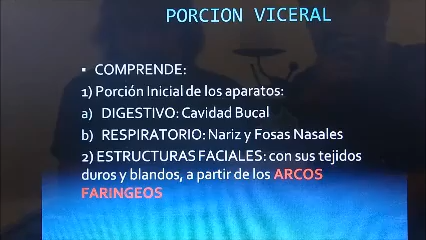 PORCION VICERAL
▪ COMPRENDE:
1) Porción Inicial de los aparatos:
a) DIGESTIVO: Cavidad Bucal
b) RESPIRATORIO: Nariz y Fosas Nasales
2) ESTRUCTURAS FACIALES: con sus tejidos
duros y blandos, a partir de los ARCOS
FARINGEOS